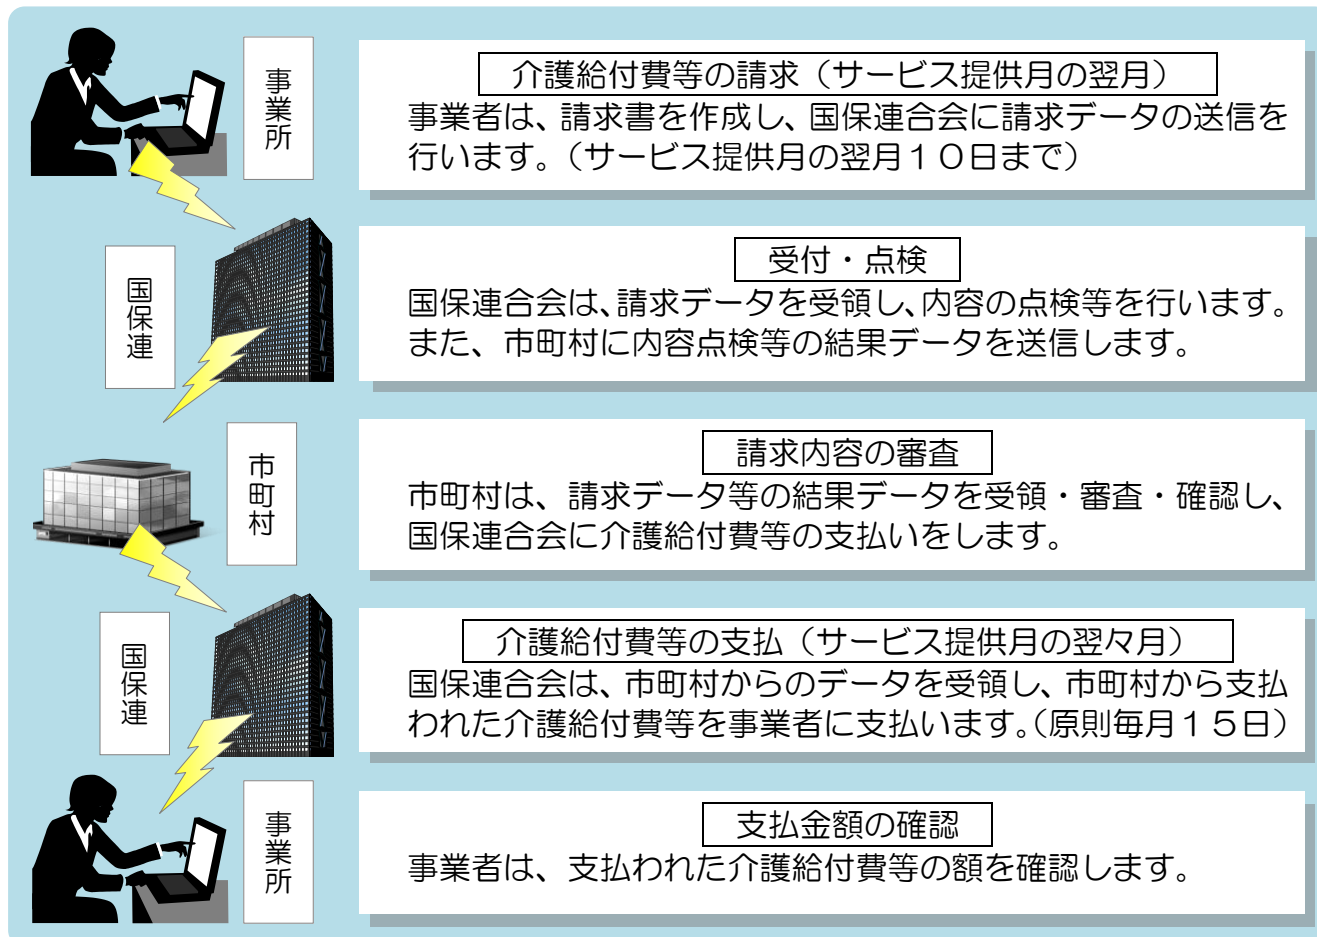 事業所
介護給付費等の請求（サービス提供月の翌月）
事業者は、請求書を作成し、国保連合会に請求データの送信を
行います。（サービス提供月の翌月１０日まで）
国保連
受付・点検
国保連合会は、請求データを受領し、内容の点検等を行います。
また、市町村に内容点検等の結果データを送信します。
市町村
請求内容の審査
市町村は、請求データ等の結果データを受領・審査・確認し、
国保連合会に介護給付費等の支払いをします。
国保連
介護給付費等の支払（サービス提供月の翌々月）
国保連合会は、市町村からのデータを受領し、市町村から支払
われた介護給付費等を事業者に支払います。（原則毎月１５日）
事業所
支払金額の確認
事業者は、支払われた介護給付費等の額を確認します。